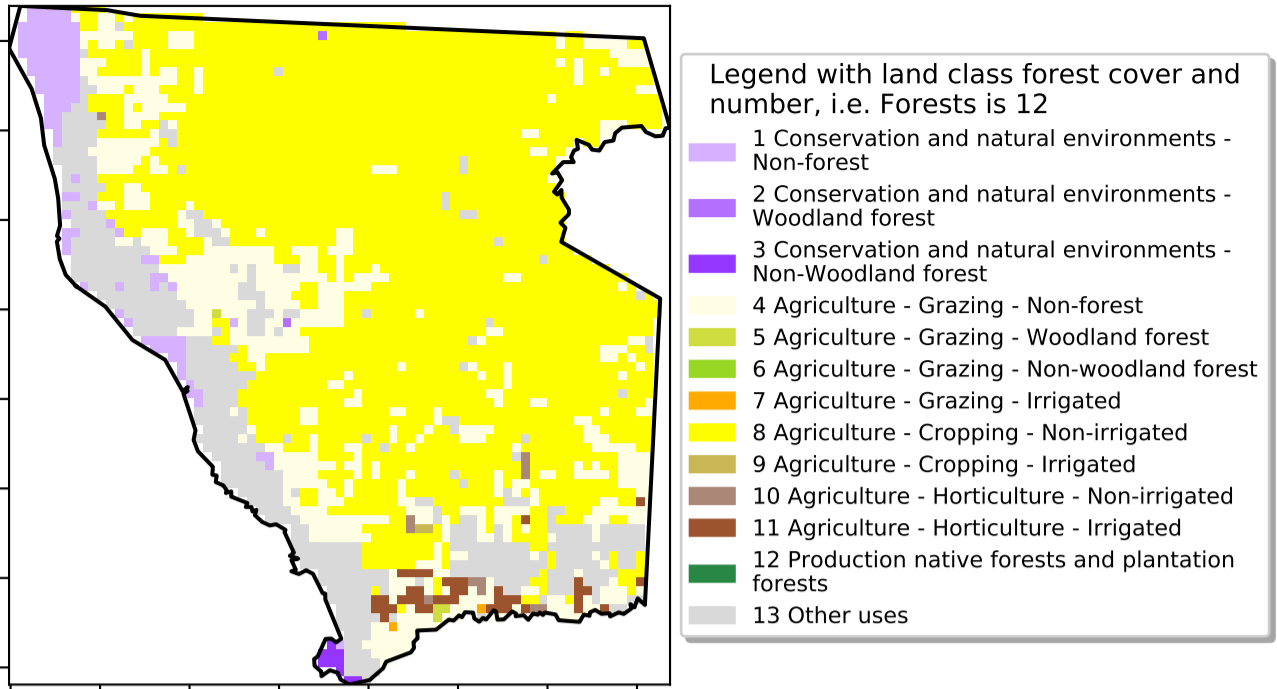 Legend with land class forest cover and
number, i.e. Forests is 12
1 Conservation and natural environments -
Non-forest
2 Conservation and natural environments -
Woodland forest
3 Conservation and natural environments -
Non-Woodland forest
4 Agriculture - Grazing - Non-forest
5 Agriculture - Grazing - Woodland forest
6 Agriculture - Grazing - Non-woodland forest
7 Agriculture - Grazing - Irrigated
8 Agriculture - Cropping - Non-irrigated
9 Agriculture - Cropping - Irrigated
10 Agriculture - Horticulture - Non-irrigated
11 Agriculture - Horticulture - Irrigated
12 Production native forests and plantation
forests
13 Other uses